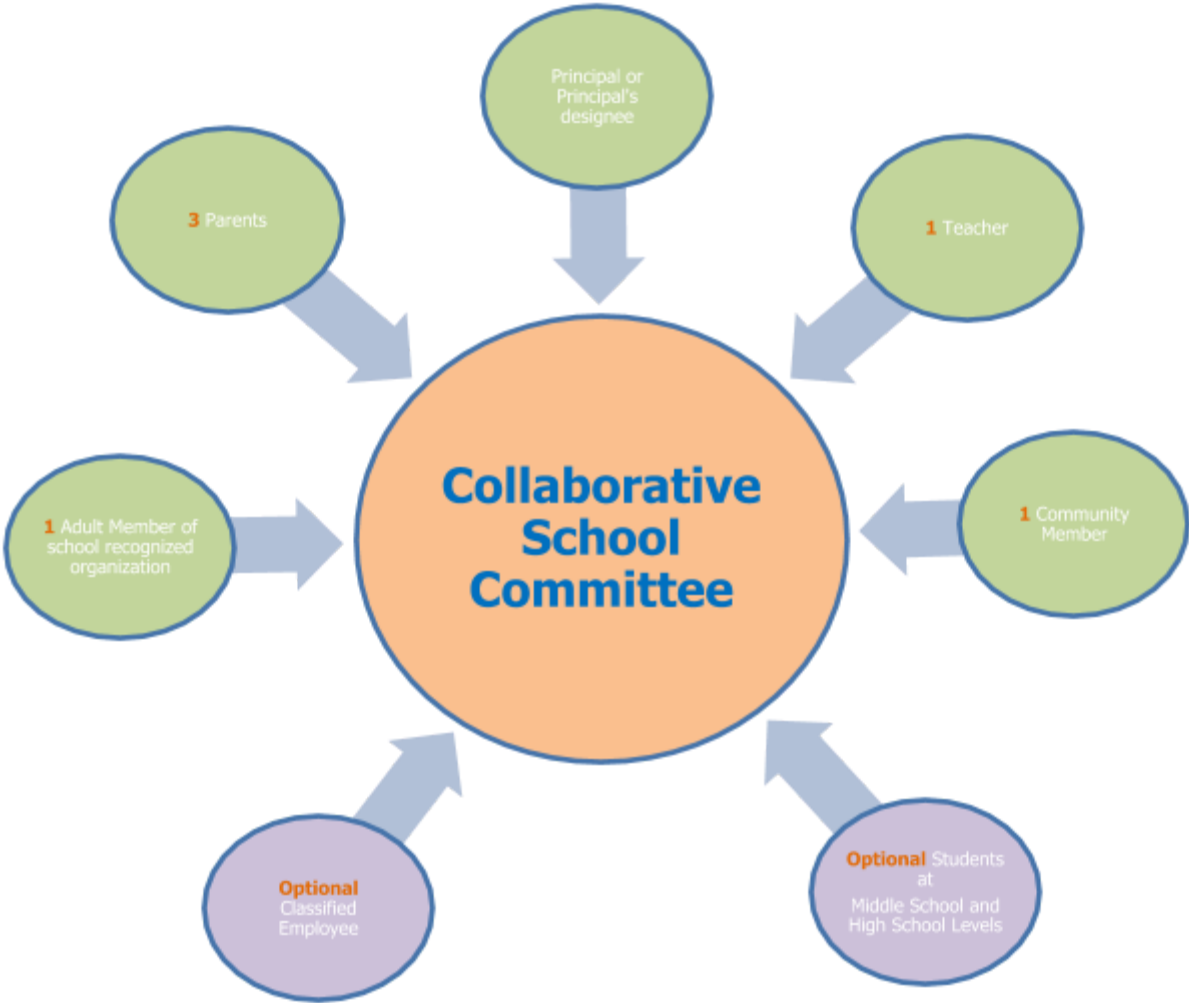 Principal or
Principal's
designee
3 Parents
1 Teacher
1 Adult Member of
school recognized
organization
Collaborative
School
Committee
1 Community
Member
Optional
Classified
Employee
Optional Students
at
Middle School and
High School Levels